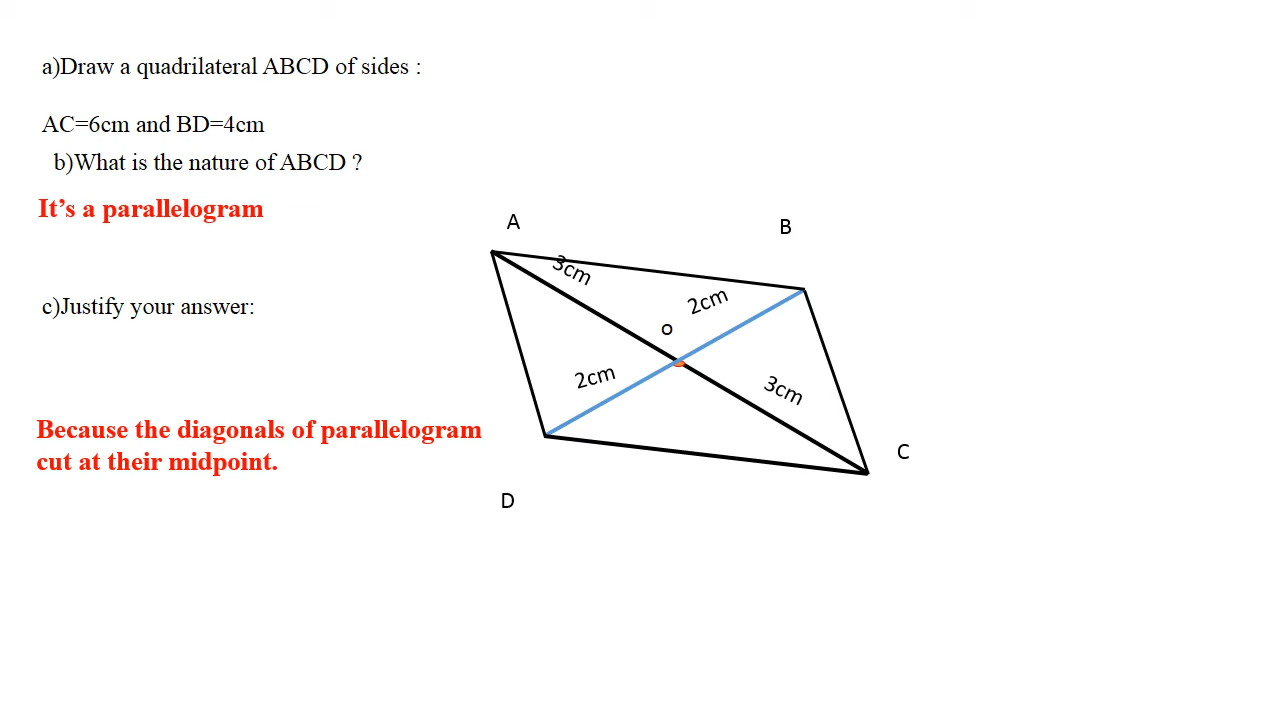 a)Draw a quadrilateral ABCD of sides :
AC=6cm and BD=4cm
b)What is the nature of ABCD ?
It’s a parallelogram
A
B
3cm
2cm
c)Justify your answer:
o
2cm
3cm
Because the diagonals of parallelogram
cut at their midpoint.
C
D